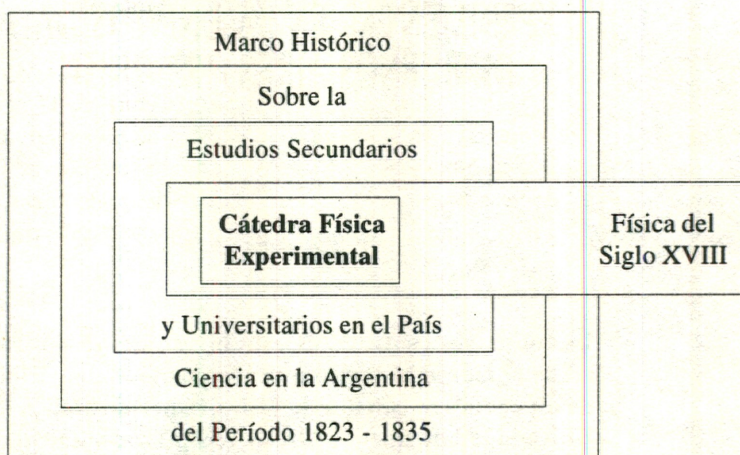 Marco Histórico
Sobre la
Estudios Secundarios
Cátedra Física
Experimental
Física del
Siglo XVIII
y Universitarios en el País
Ciencia en la Argentina
del Período 1823 - 1835